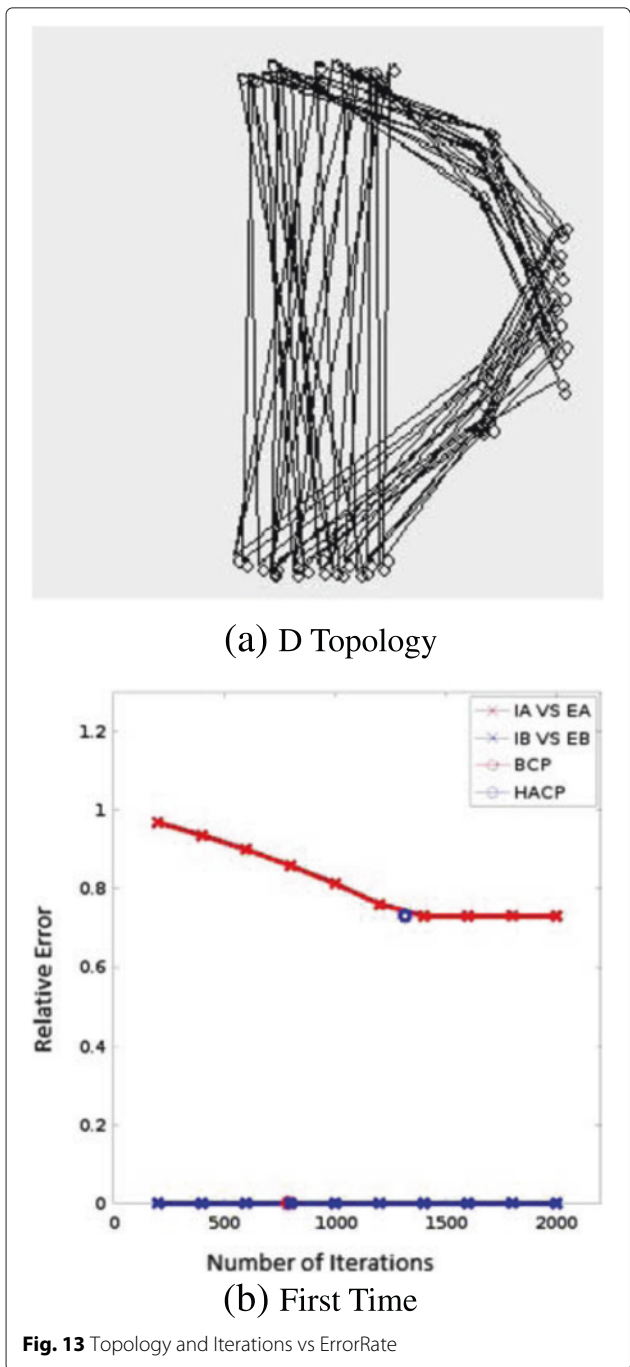 (a) D Topology
IA VS EA
IB VS EB
BCP
HACP
1.2
1
0.8
0.6
0.4
0.2
0
Relative Error
0 500 1000 1500 2000
Number of Iterations
(b) First Time
Fig. 13 Topology and Iterations vs ErrorRate